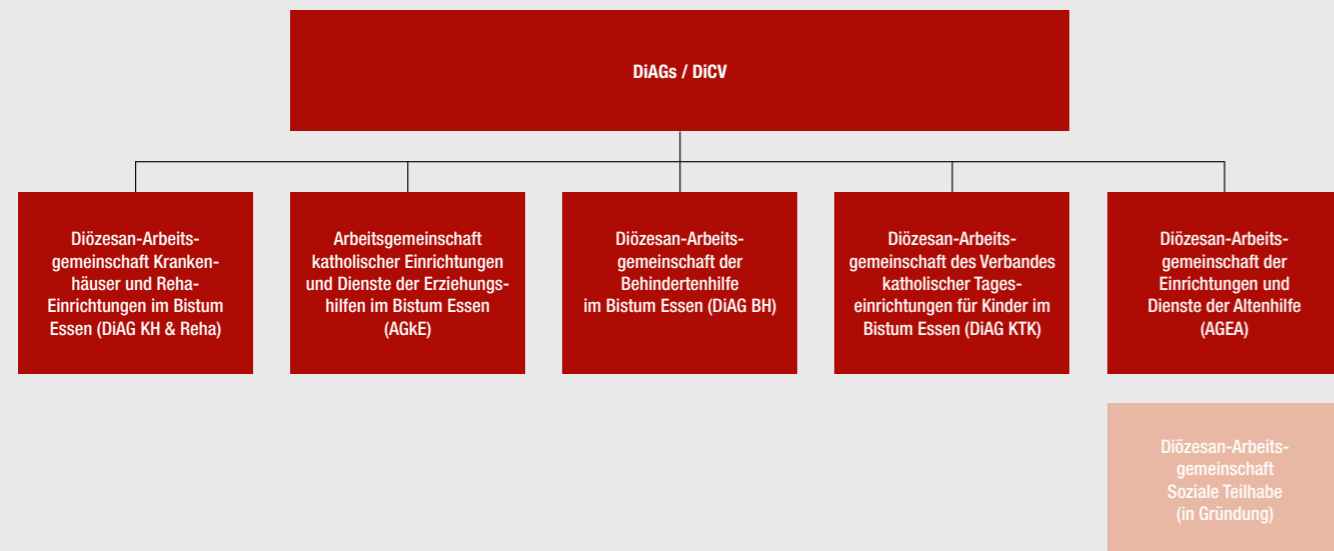 DiAGs / DiCV
Diözesan-Arbeits-
gemeinschaft Kranken-
häuser und Reha-
Einrichtungen im Bistum
Essen (DiAG KH & Reha)
Arbeitsgemeinschaft
katholischer Einrichtungen
und Dienste der Erziehungs-
hilfen im Bistum Essen
(AGkE)
Diözesan-Arbeits-
gemeinschaft der
Behindertenhilfe
im Bistum Essen (DiAG BH)
Diözesan-Arbeits-
gemeinschaft des Verbandes
katholischer Tages-
einrichtungen für Kinder im
Bistum Essen (DiAG KTK)
Diözesan-Arbeits-
gemeinschaft der
Einrichtungen und
Dienste der Altenhilfe
(AGEA)
Diözesan-Arbeits-
gemeinschaft
Soziale Teilhabe
(in Gründung)